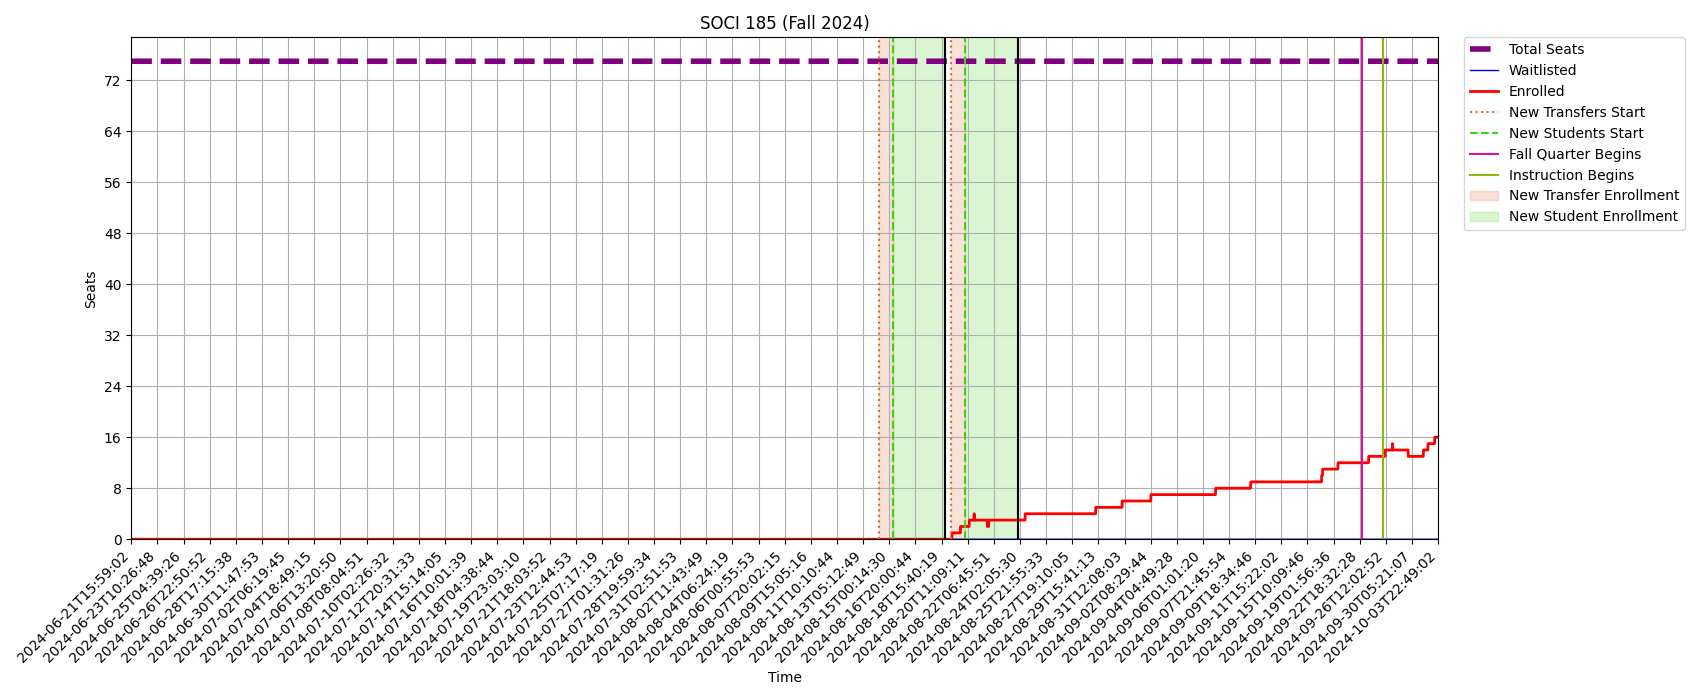 SOCI 185 (Fall 2024)
Seats
72
64
56
48
40
32
24
16
8
0
2024-06-21T15:59:02
2024-06-23T10:26:48
2024-06-25T04:39:26
2024-06-26T22:50:52
2024-06-28T17:15:38
2024-06-30T11:47:53
2024-07-02T06:19:45
2024-07-04T18:49:15
2024-07-06T13:20:50
2024-07-08T08:04:51
2024-07-10T02:26:32
2024-07-12T20:31:33
2024-07-14T15:14:05
2024-07-16T10:01:39
2024-07-18T04:38:44
2024-07-19T23:03:10
2024-07-21T18:03:52
2024-07-23T12:44:53
2024-07-25T07:17:19
2024-07-27T01:31:26
2024-07-28T19:59:34
2024-07-31T02:51:53
2024-08-02T11:43:49
2024-08-04T06:24:19
2024-08-06T00:55:53
2024-08-07T20:02:15
2024-08-09T15:05:16
2024-08-11T10:10:44
2024-08-13T05:12:49
2024-08-15T00:14:30
2024-08-16T20:00:44
2024-08-18T15:40:19
2024-08-20T11:09:11
2024-08-22T06:45:51
2024-08-24T02:05:30
2024-08-25T21:55:33
2024-08-27T19:10:05
2024-08-29T15:41:13
2024-08-31T12:08:03
2024-09-02T08:29:44
2024-09-04T04:49:28
2024-09-06T01:01:20
2024-09-07T21:45:54
2024-09-09T18:34:46
2024-09-11T15:22:02
2024-09-15T10:09:46
2024-09-19T01:56:36
2024-09-22T18:32:28
2024-09-26T12:02:52
2024-09-30T05:21:07
2024-10-03T22:49:02
Time
Total Seats
Waitlisted
Enrolled
New Transfers Start
New Students Start
Fall Quarter Begins
Instruction Begins
New Transfer Enrollment
New Student Enrollment